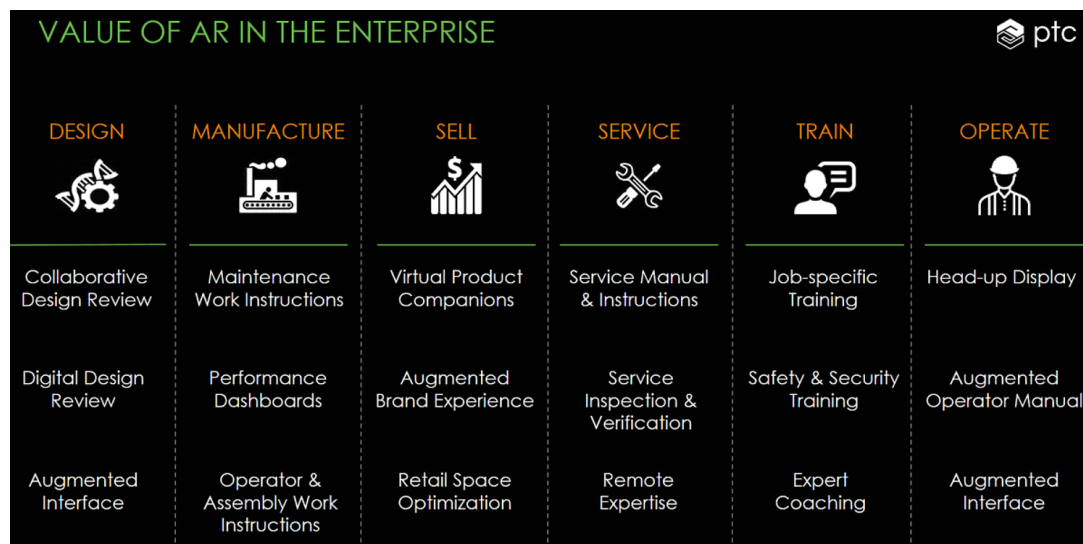 VALUE OF AR IN THE ENTERPRISE
ptc
DESIGN
Collaborative
Design Review
Digital Design
Review
Augmented
Interface
MANUFACTURE
Maintenance
Work Instructions
Performance
Dashboards
Operator &
Assembly Work
Instructions
SELL
$
Virtual Product
Companions
Augmented
Brand Experience
Retail Space
Optimization
SERVICE
Service Manual
& Instructions
Service
Inspection &
Verification
Remote
Expertise
TRAIN
Job-specific
Training
Safety & Security
Training
Expert
Coaching
OPERATE
Head-up Display
Augmented
Operator Manual
Augmented
Interface